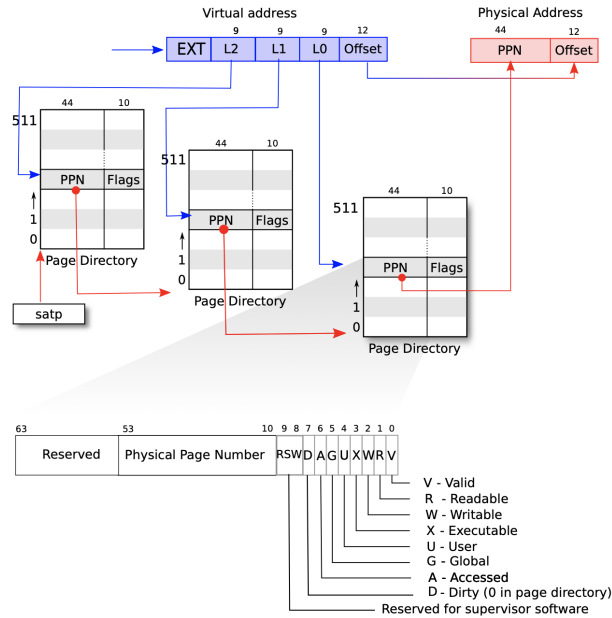 Virtual address
Physical Address
9 9 9 12
EXT L2 L1 L0 Offset
44 12
PPN Offset
44 10
511
PPN Flags
1
0
Page Directory
satp
44 10
511
PPN Flags
1
0
Page Directory
44 10
511
PPN Flags
1
0
Page Directory
63 53 10 9 8 7 6 5 4 3 2 1 0
Reserved Physical Page Number RSW D A G U X W R V
V - Valid
R - Readable
W - Writable
X - Executable
U - User
G - Global
A - Accessed
D - Dirty (0 in page directory)
Reserved for supervisor software